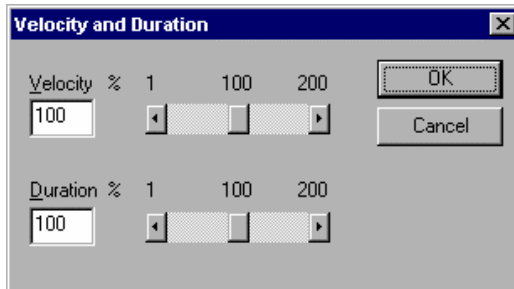 Velocity and Duration
Velocity % 1 100 200
100
OK
Cancel
Duration % 1 100 200
100